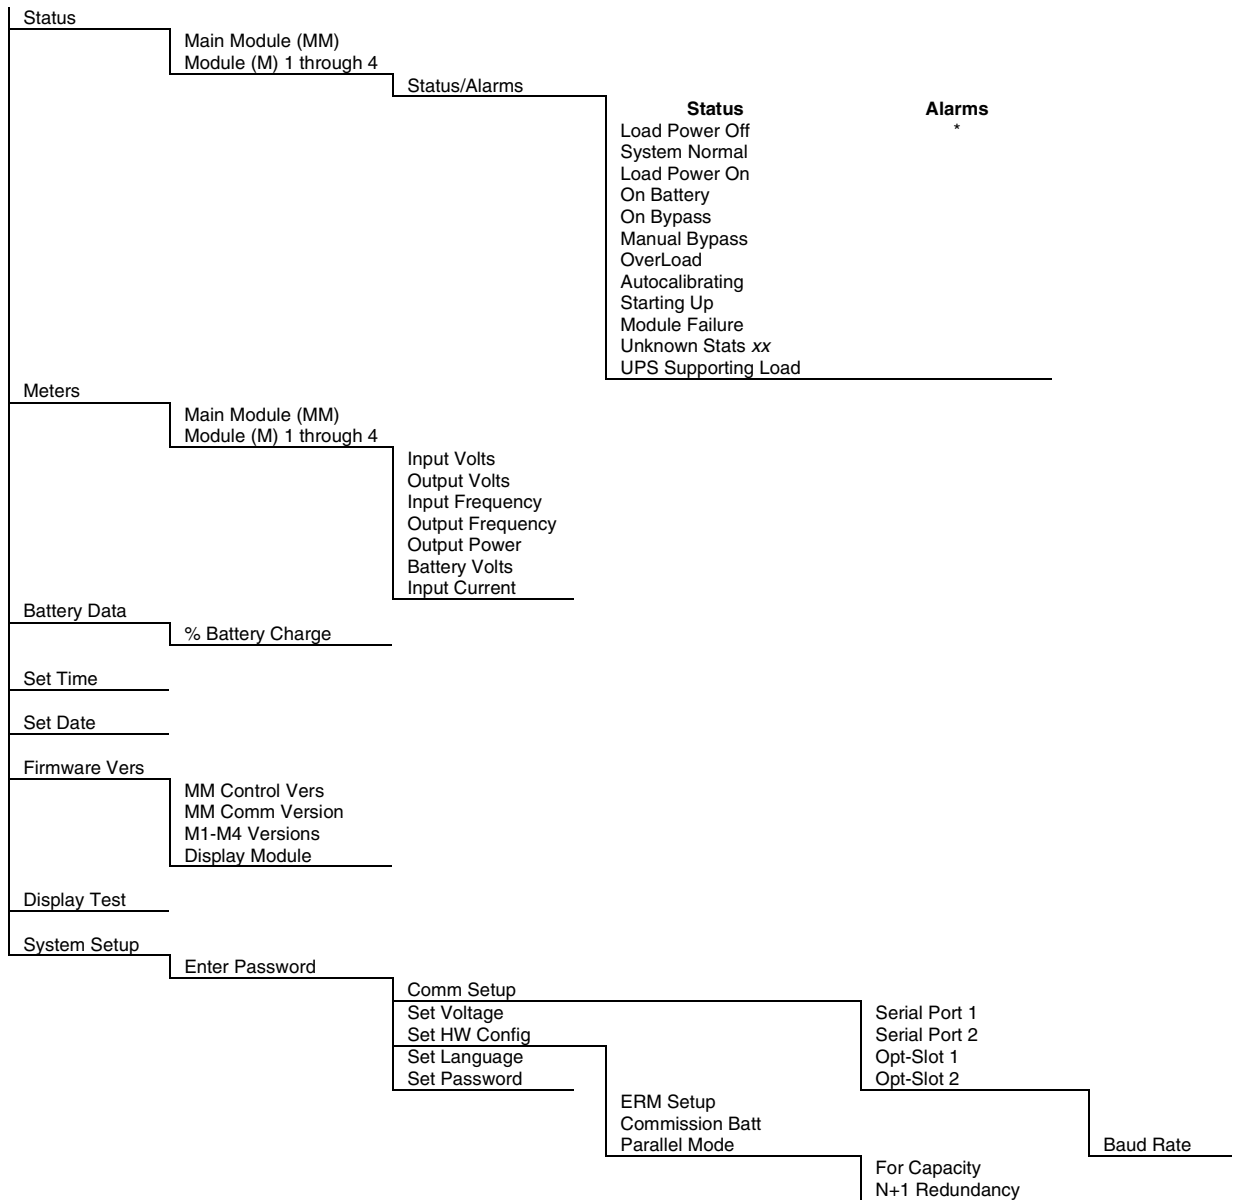 Status
Main Module (MM)
Module (M) 1 through 4
Status/Alarms
Status Alarms
Load Power Off *
System Normal
Load Power On
On Battery
On Bypass
Manual Bypass
OverLoad
Autocalibrating
Starting Up
Module Failure
Unknown Stats xx
UPS Supporting Load
Meters
Main Module (MM)
Module (M) 1 through 4
Input Volts
Output Volts
Input Frequency
Output Frequency
Output Power
Battery Volts
Input Current
Battery Data
% Battery Charge
Set Time
Set Date
Firmware Vers
MM Control Vers
MM Comm Version
M1-M4 Versions
Display Module
Display Test
System Setup
Enter Password
Comm Setup
Set Voltage
Set HW Config
Set Language
Set Password
Serial Port 1
Serial Port 2
Opt-Slot 1
Opt-Slot 2
ERM Setup
Commission Batt
Parallel Mode
Baud Rate
For Capacity
N+1 Redundancy